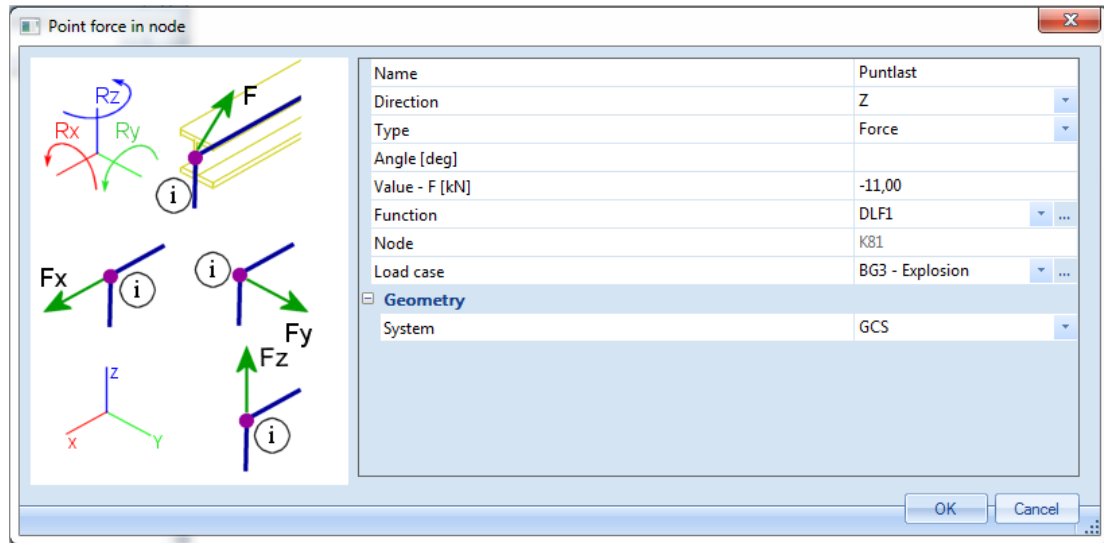 Point force in node
Rz
Rx
Ry
F
i
Fx
i
i
Fy
Fz
z
x
Y
i
Name Puntlast
Direction Z
Type Force
Angle [deg]
Value - F [kN] -11,00
Function DLF1 ...
Node K81
Load case BG3 - Explosion ...
Geometry
System GCS
OK Cancel